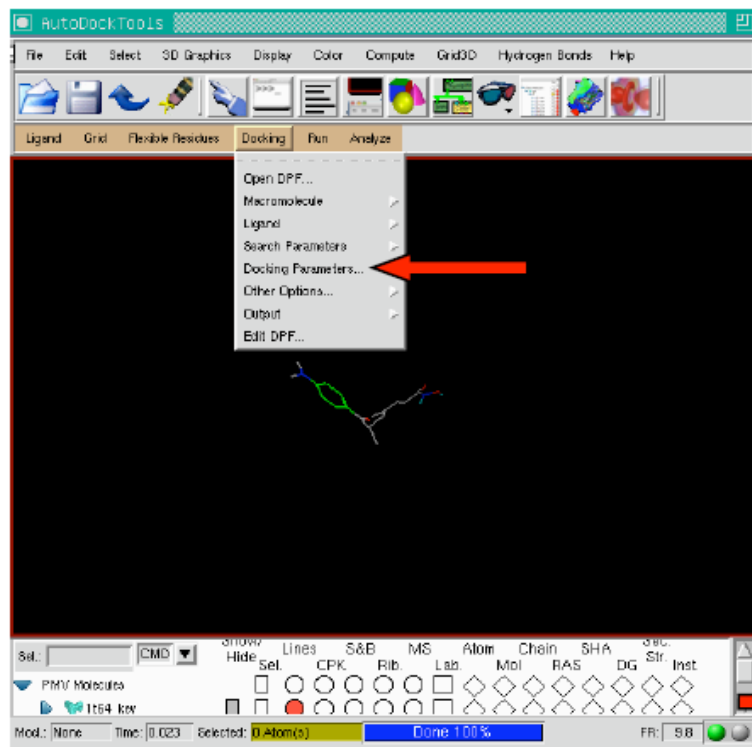 AutoDockTools
File Edit Select 3D Graphics Display Color Compute Grid3D Hydrogen Bonds Help
Ligand Grid Flexible Residues Docking Run Analyze
Open DPF...
Macromolecule
Ligand
Search Parameters
Docking Parameters...
Other Options...
Output
Edit DPF...
Sel.: CMD
Show/ Lines S&B MS Atom Chain SHA Sec.
Hide Sel. CPK Rib. Lab. Mol RAS DG Str. Inst.
PMV Molecules
1t64_key
Mod.: None Time: 0.023 Selected: 0 Atom(s) Done 100% FR: 9.8